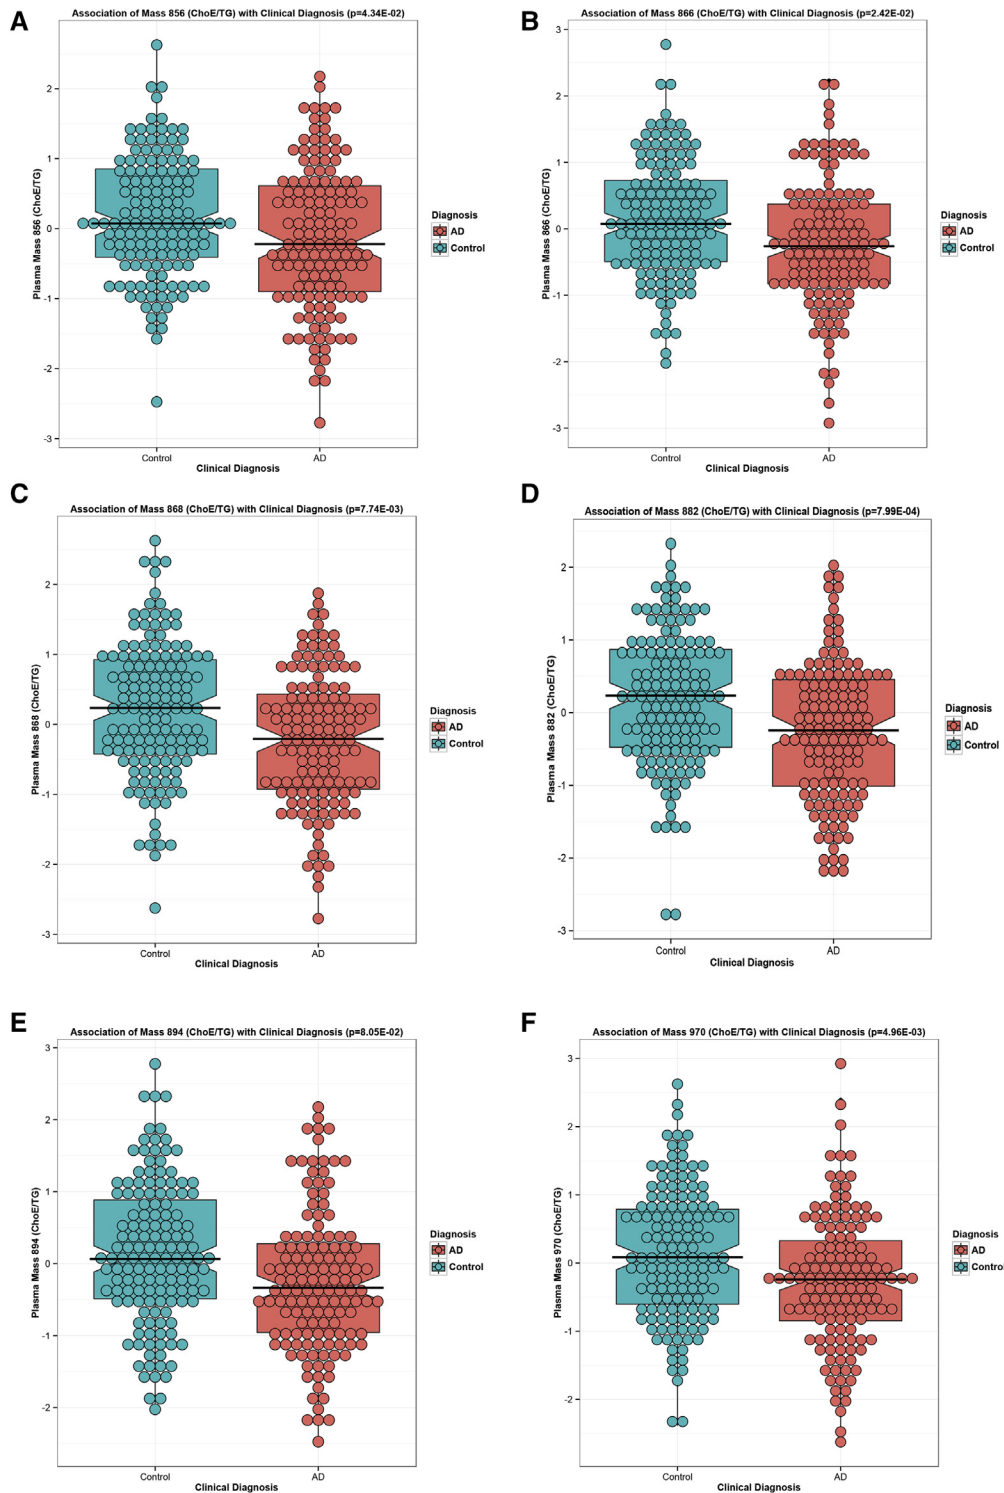 A
Association of Mass 856 (ChoE/TG) with Clinical Diagnosis (p=4.34E-02)
Plasma Mass 856 (ChoE/TG)
2
1
0
-1
-2
-3
Control
AD
Clinical Diagnosis
Diagnosis
AD
Control
B
Association of Mass 866 (ChoE/TG) with Clinical Diagnosis (p=2.42E-02)
Plasma Mass 866 (ChoE/TG)
3
2
1
0
-1
-2
-3
Control
AD
Clinical Diagnosis
Diagnosis
AD
Control
C
Association of Mass 868 (ChoE/TG) with Clinical Diagnosis (p=7.74E-03)
Plasma Mass 868 (ChoE/TG)
2
1
0
-1
-2
-3
Control
AD
Clinical Diagnosis
Diagnosis
AD
Control
D
Association of Mass 882 (ChoE/TG) with Clinical Diagnosis (p=7.99E-04)
Plasma Mass 882 (ChoE/TG)
2
1
0
-1
-2
-3
Control
AD
Clinical Diagnosis
Diagnosis
AD
Control
E
Association of Mass 894 (ChoE/TG) with Clinical Diagnosis (p=8.05E-02)
Plasma Mass 894 (ChoE/TG)
3
2
1
0
-1
-2
Control
AD
Clinical Diagnosis
Diagnosis
AD
Control
F
Association of Mass 970 (ChoE/TG) with Clinical Diagnosis (p=4.96E-03)
Plasma Mass 970 (ChoE/TG)
3
2
1
0
-1
-2
Control
AD
Clinical Diagnosis
Diagnosis
AD
Control